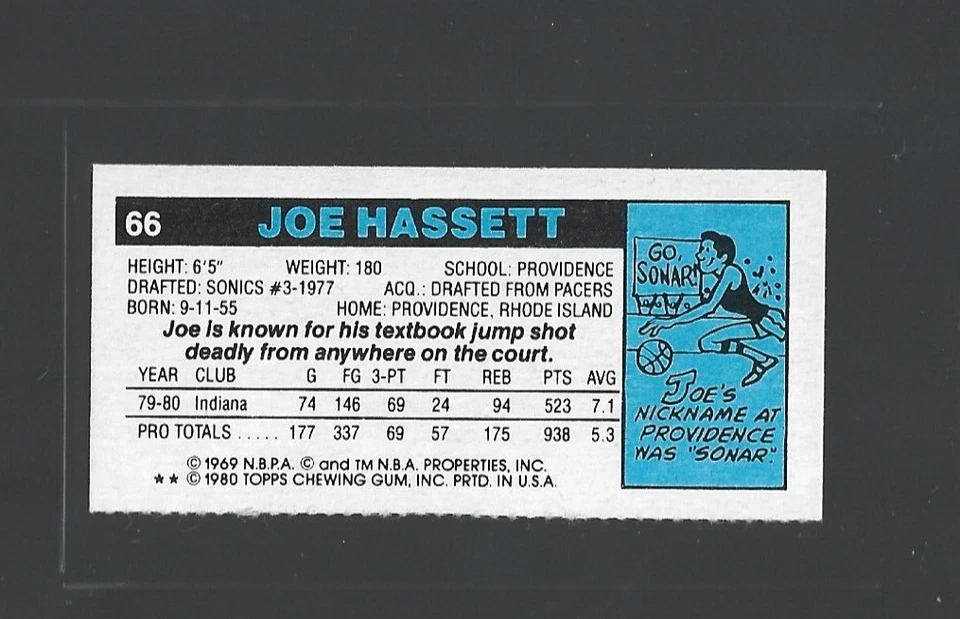 66 JOE HASSETT
HEIGHT: 6'5" WEIGHT: 180 SCHOOL: PROVIDENCE
DRAFTED: SONICS #3-1977 ACQ.: DRAFTED FROM PACERS
BORN: 9-11-55 HOME: PROVIDENCE, RHODE ISLAND
Joe is known for his textbook jump shot
deadly from anywhere on the court.
YEAR CLUB G FG 3-PT FT REB PTS AVG
79-80 Indiana 74 146 69 24 94 523 7.1
PRO TOTALS ..... 177 337 69 57 175 938 5.3
© 1969 N.B.P.A. © and TM N.B.A. PROPERTIES, INC.
** © 1980 TOPPS CHEWING GUM, INC. PRTD. IN U.S.A.
GO,
SONAR!
JOE'S
NICKNAME AT
PROVIDENCE
WAS "SONAR."